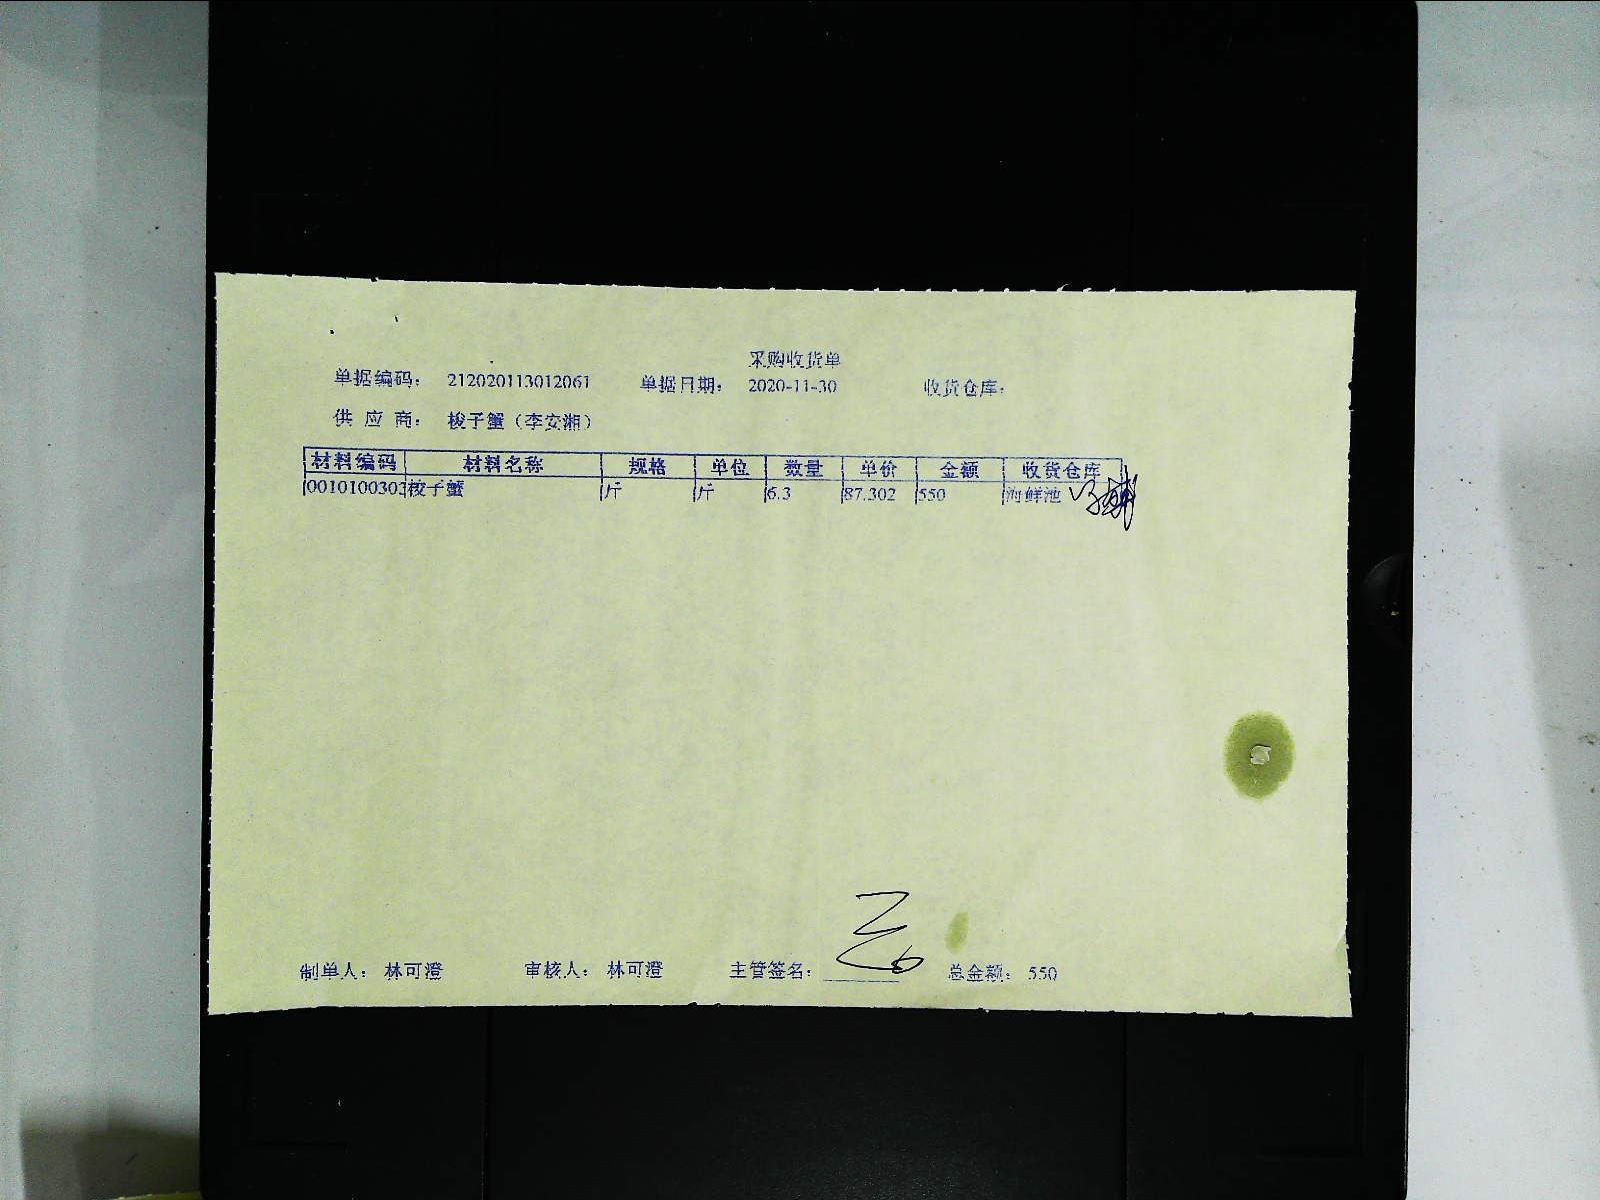 采购收货单
单据编码： 212020113012061 单据日期： 2020-11-30 收货仓库：
供 应 商： 梭子蟹（李安湘）
材料编码 材料名称 规格 单位 数量 单价 金额 收货仓库
0010100303 梭子蟹 斤 斤 6.3 87.302 550 海鲜池
制单人： 林可澄 审核人： 林可澄 主管签名： 总金额： 550